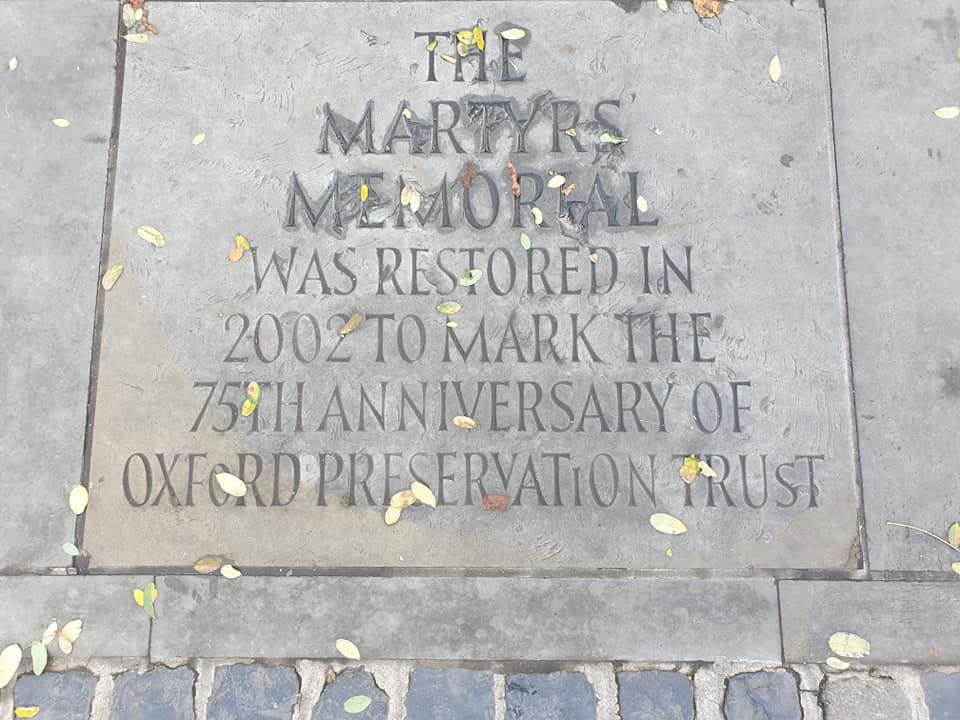 THE
MARTYRS'
MEMORIAL
WAS RESTORED IN
2002 TO MARK THE
75TH ANNIVERSARY OF
OXFORD PRESERVATION TRUST